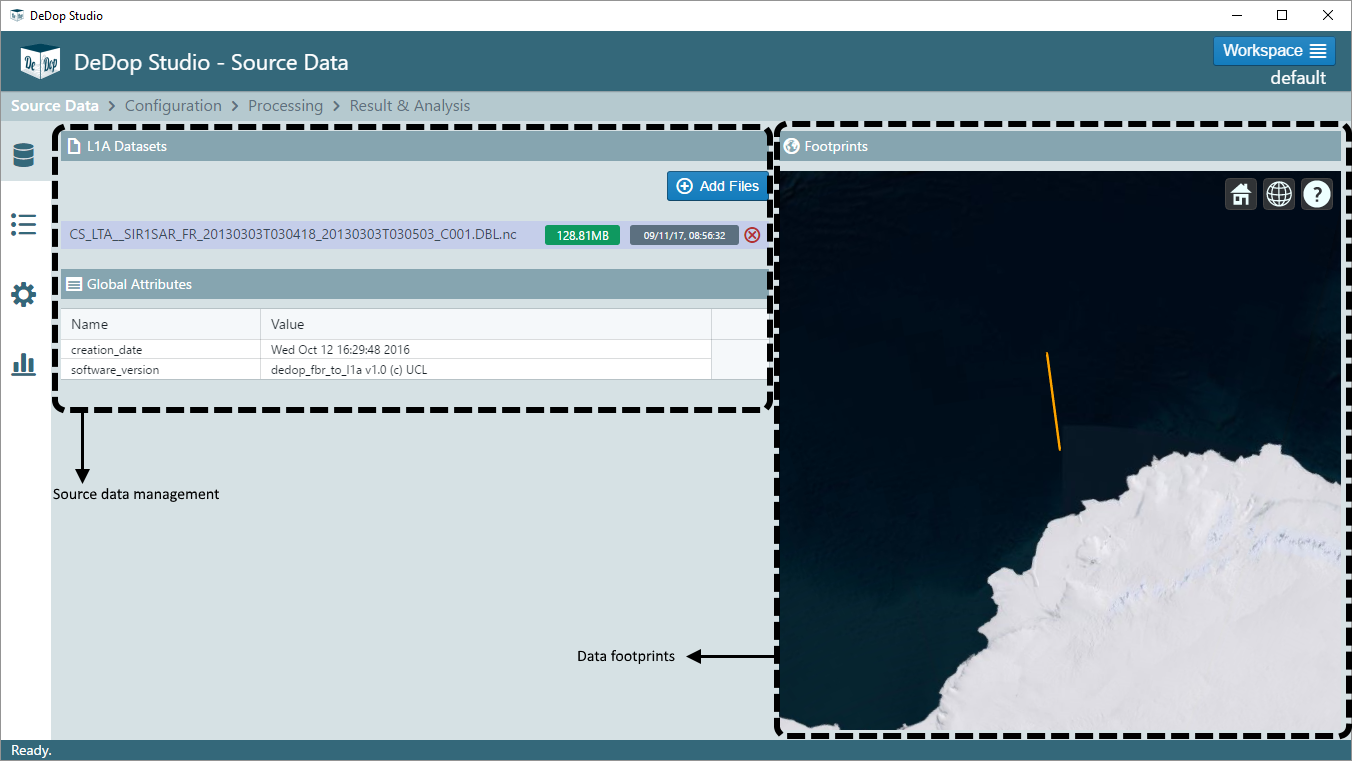 DeDop Studio
De Dop
DeDop Studio - Source Data
Workspace
default
Source Data > Configuration > Processing > Result & Analysis
L1A Datasets
Footprints
Add Files
?
CS_LTA__SIR1SAR_FR_20130303T030418_20130303T030503_C001.DBL.nc 128.81MB 09/11/17, 08:56:32
Global Attributes
Name Value
creation_date Wed Oct 12 16:29:48 2016
software_version dedop_fbr_to_l1a v1.0 (c) UCL
Source data management
Data footprints
Ready.